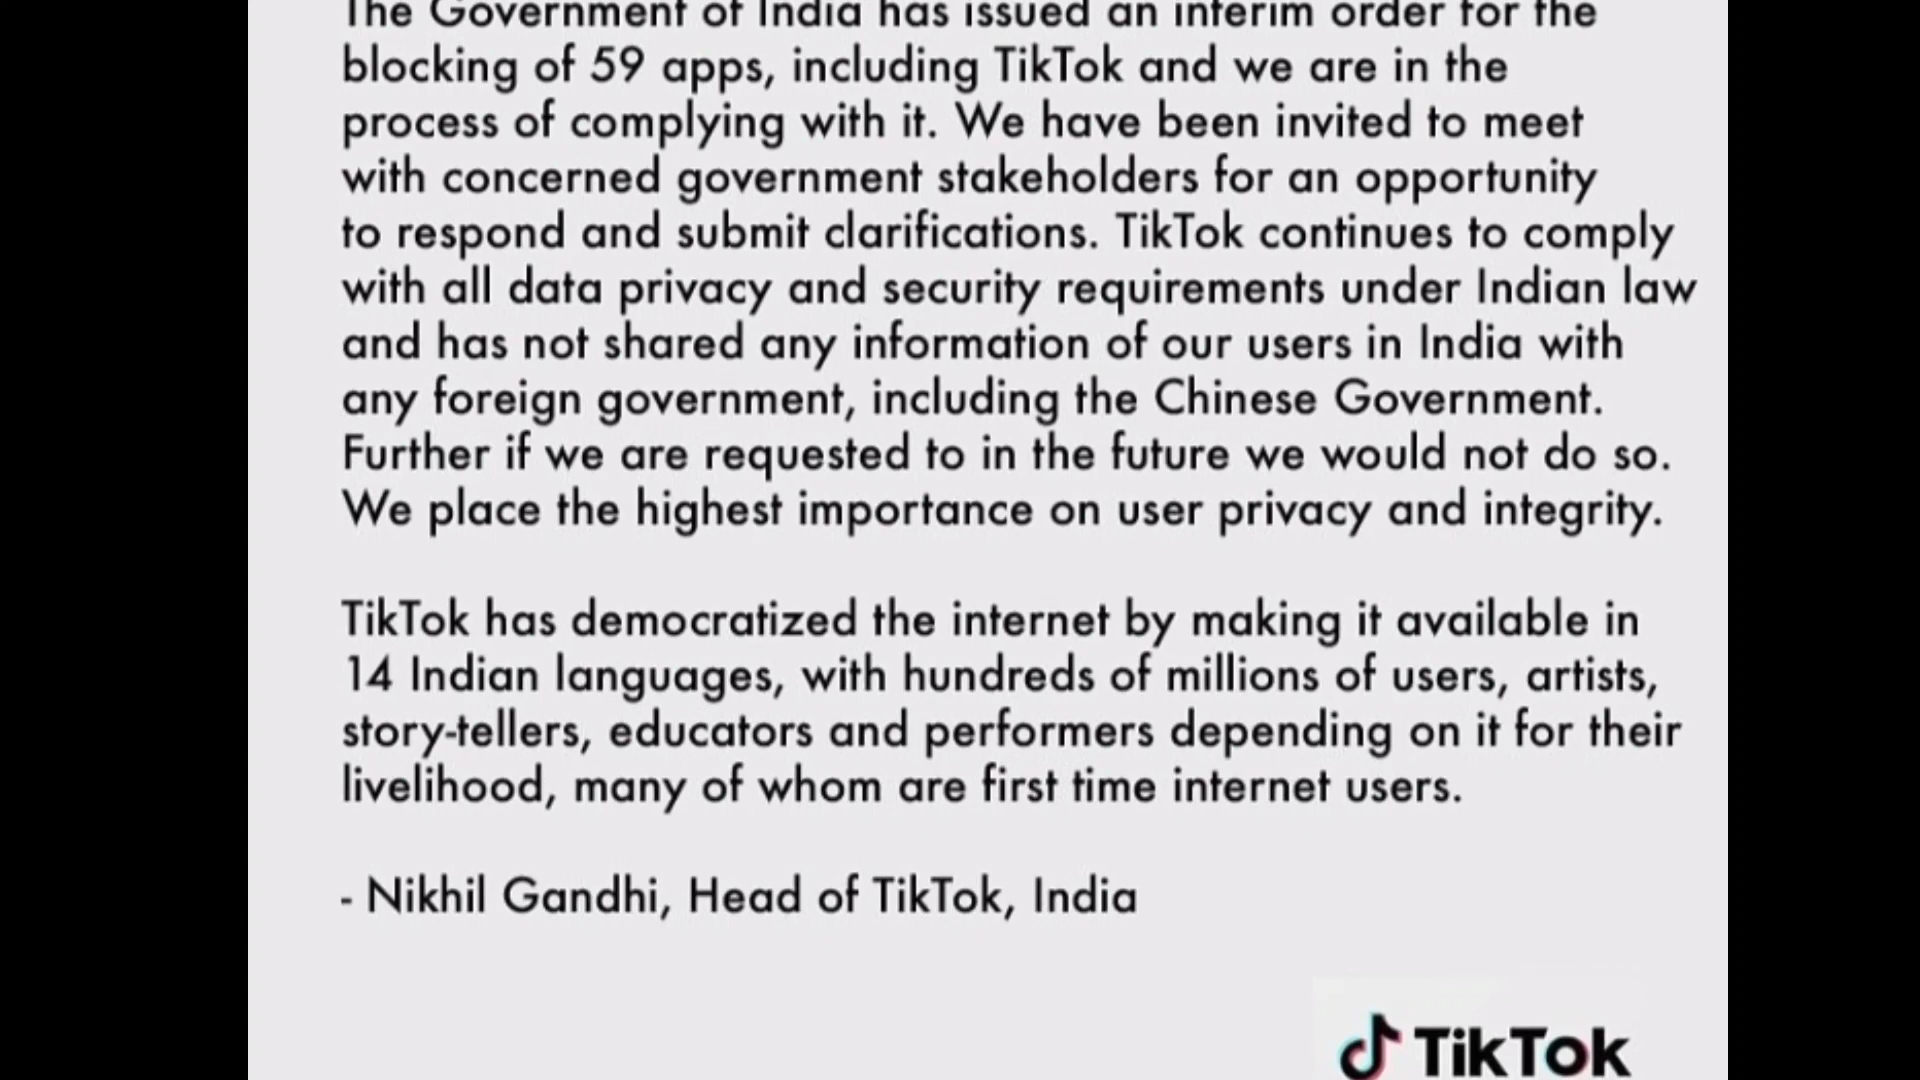 The Government of India has issued an interim order for the
blocking of 59 apps, including TikTok and we are in the
process of complying with it. We have been invited to meet
with concerned government stakeholders for an opportunity
to respond and submit clarifications. TikTok continues to comply
with all data privacy and security requirements under Indian law
and has not shared any information of our users in India with
any foreign government, including the Chinese Government.
Further if we are requested to in the future we would not do so.
We place the highest importance on user privacy and integrity.
TikTok has democratized the internet by making it available in
14 Indian languages, with hundreds of millions of users, artists,
story-tellers, educators and performers depending on it for their
livelihood, many of whom are first time internet users.
- Nikhil Gandhi, Head of TikTok, India
TikTok